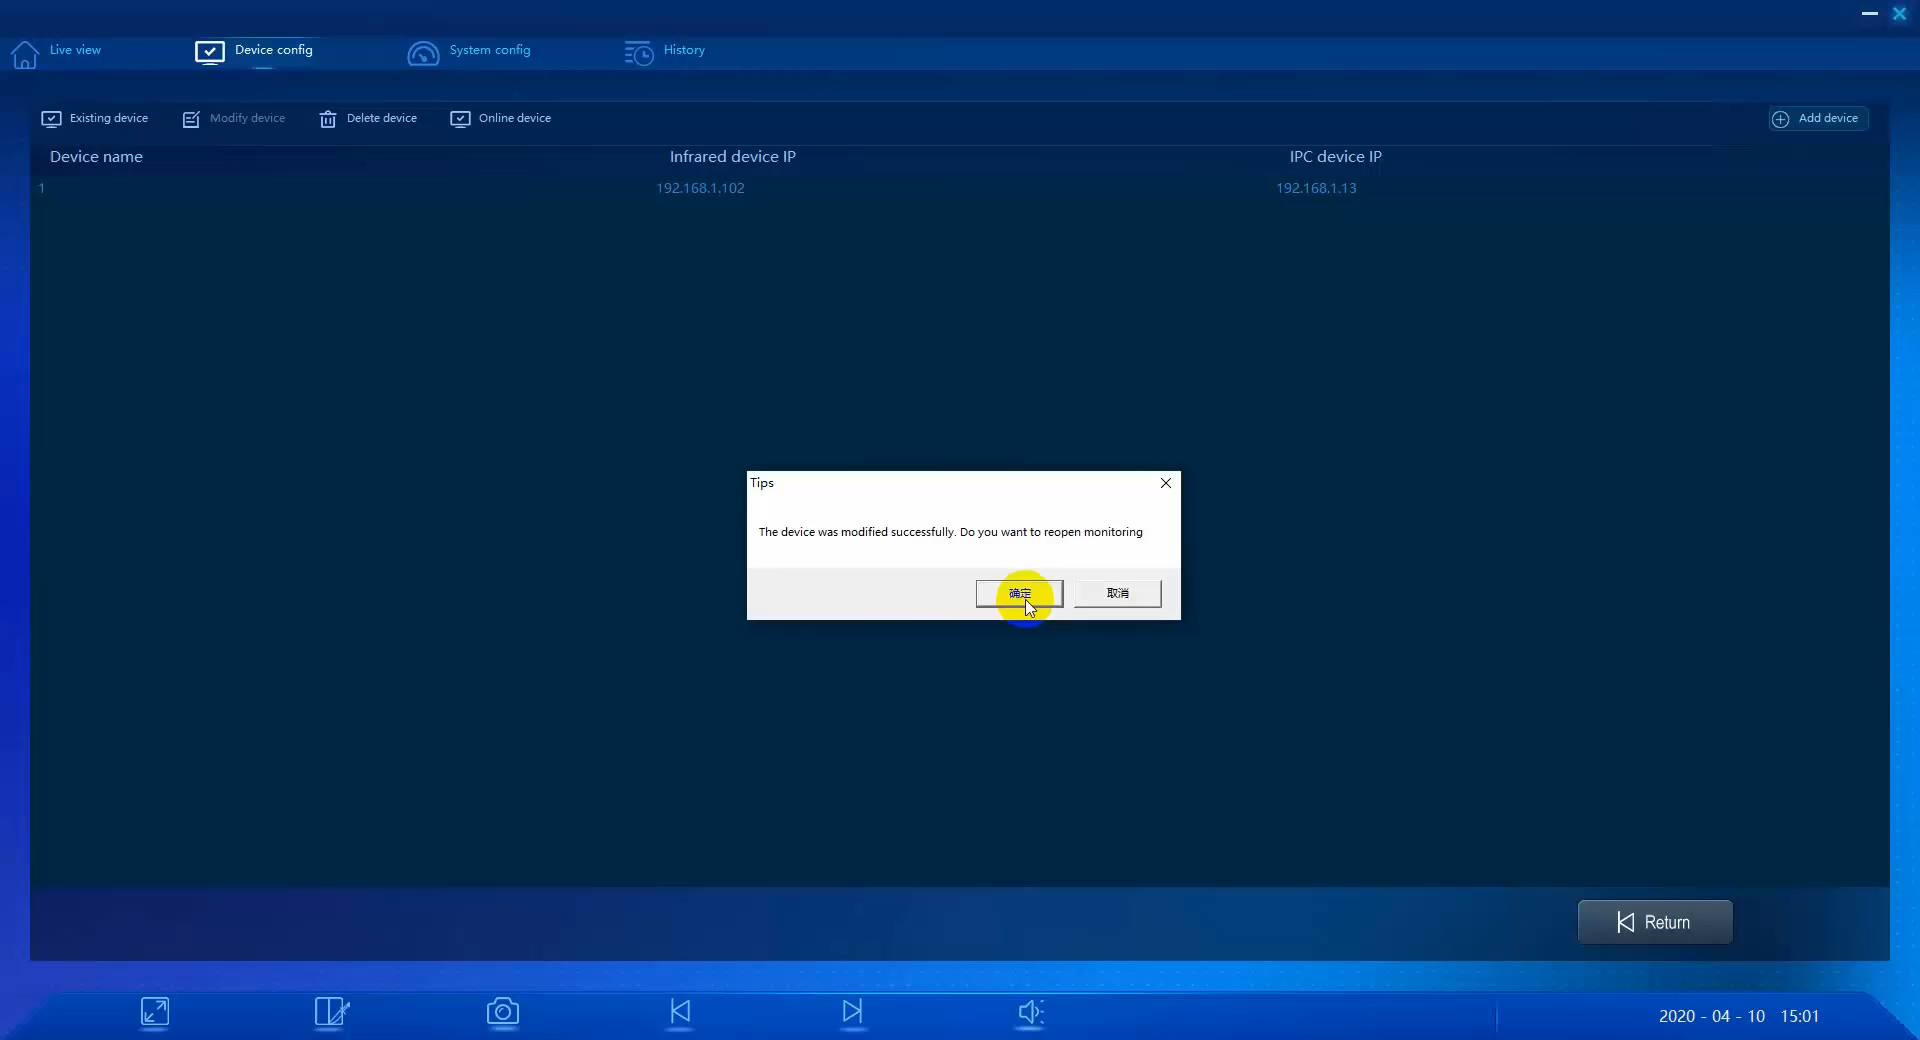 Live view
Device config
System config
History
Existing device
Modify device
Delete device
Online device
Add device
Device name
Infrared device IP
IPC device IP
1
192.168.1.102
192.168.1.13
Tips
The device was modified successfully. Do you want to reopen monitoring
确定
取消
Return
2020 - 04 - 10 15:01